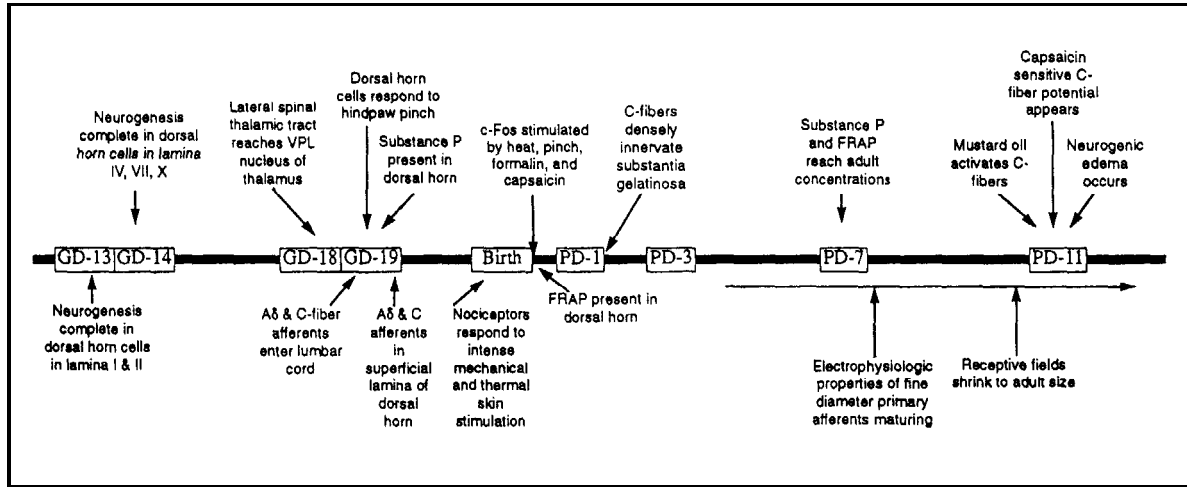 Neurogenesis
complete in dorsal
horn cells in lamina
IV, VII, X
Lateral spinal
thalamic tract
reaches VPL
nucleus of
thalamus
Dorsal horn
cells respond to
hindpaw pinch
Substance P
present in
dorsal horn
c-Fos stimulated
by heat, pinch,
formalin, and
capsaicin
C-fibers
densely
innervate
substantia
gelatinosa
Substance P
and FRAP
reach adult
concentrations
Mustard oil
activates C-
fibers
Capsaicin
sensitive C-
fiber potential
appears
Neurogenic
edema
occurs
GD-13 GD-14 GD-18 GD-19 Birth PD-1 PD-3 PD-7 PD-11
Neurogenesis
complete in
dorsal horn cells
in lamina I & II
Aδ & C-fiber
afferents
enter lumbar
cord
Aδ & C
afferents
in
superficial
lamina of
dorsal
horn
Nociceptors
respond to
intense
mechanical
and thermal
skin
stimulation
FRAP present in
dorsal horn
Electrophysiologic
properties of fine
diameter primary
afferents maturing
Receptive fields
shrink to adult size